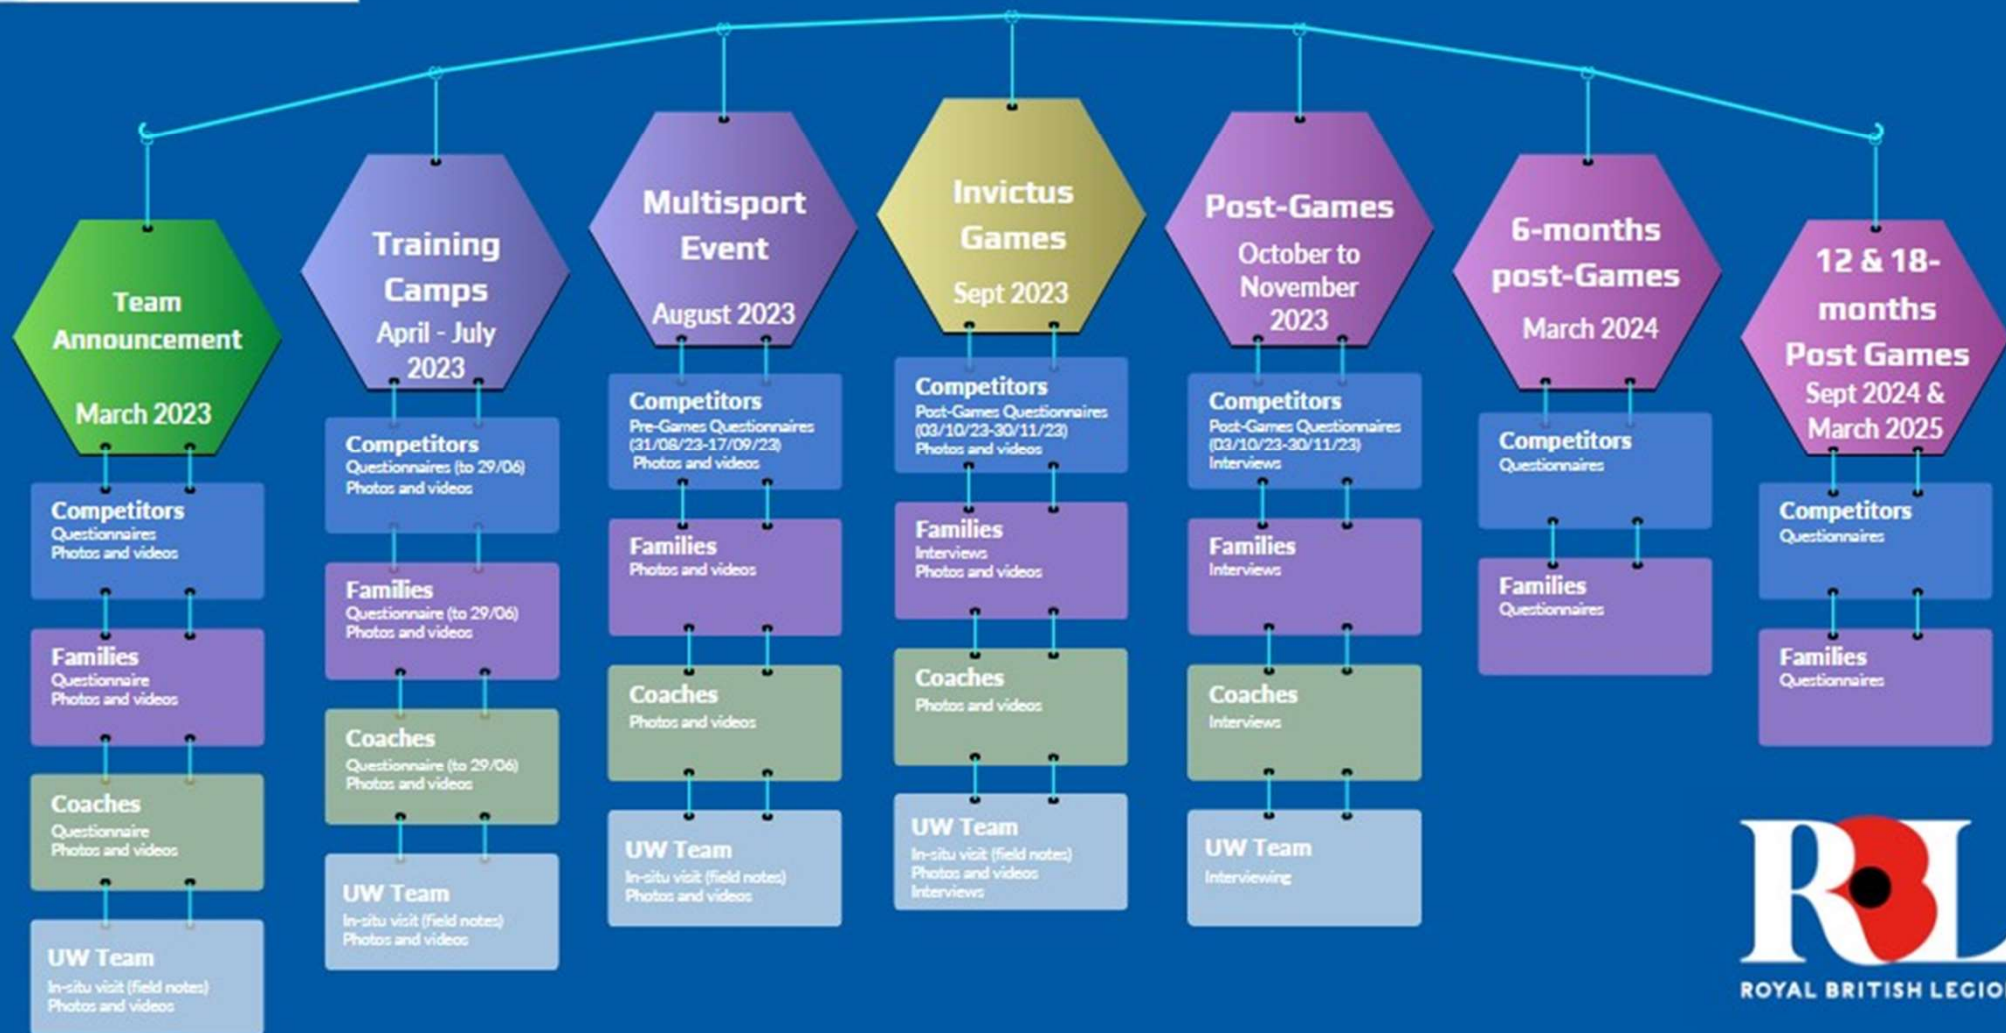 Team
Announcement
March 2023
Competitors
Questionnaires
Photos and videos
Families
Questionnaire
Photos and videos
Coaches
Questionnaire
Photos and videos
UW Team
In-situ visit (field notes)
Photos and videos
Training
Camps
April - July
2023
Competitors
Questionnaires (to 29/06)
Photos and videos
Families
Questionnaire (to 29/06)
Photos and videos
Coaches
Questionnaire (to 29/06)
Photos and videos
UW Team
In-situ visit (field notes)
Photos and videos
Multisport
Event
August 2023
Competitors
Pre-Games Questionnaires
(31/08/23-17/09/23)
Photos and videos
Families
Photos and videos
Coaches
Photos and videos
UW Team
In-situ visit (field notes)
Photos and videos
Invictus
Games
Sept 2023
Competitors
Post-Games Questionnaires
(03/10/23-30/11/23)
Photos and videos
Families
Interviews
Photos and videos
Coaches
Photos and videos
UW Team
In-situ visit (field notes)
Photos and videos
Interviews
Post-Games
October to
November
2023
Competitors
Post-Games Questionnaires
(03/10/23-30/11/23)
Interviews
Families
Interviews
Coaches
Interviews
UW Team
Interviewing
6-months
post-Games
March 2024
Competitors
Questionnaires
Families
Questionnaires
12 & 18-
months
Post Games
Sept 2024 &
March 2025
Competitors
Questionnaires
Families
Questionnaires
RBL
ROYAL BRITISH LEGIO